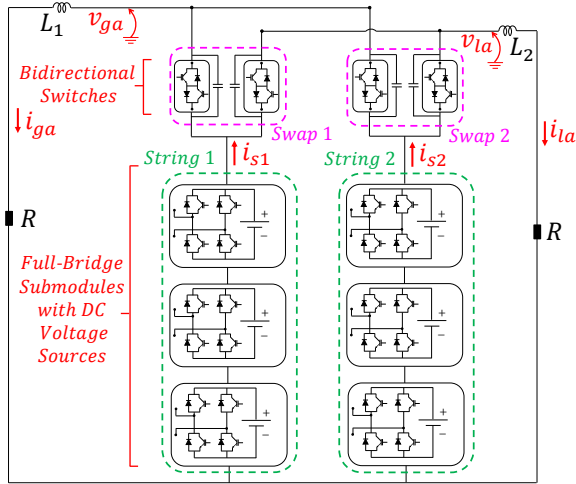 L1
vga
vla
L2
Bidirectional
Switches
iga
ila
Swap 1
Swap 2
String 1
is1
String 2
is2
+
−
+
−
R
R
Full-Bridge
Submodules
with DC
Voltage
Sources
+
−
+
−
+
−
+
−